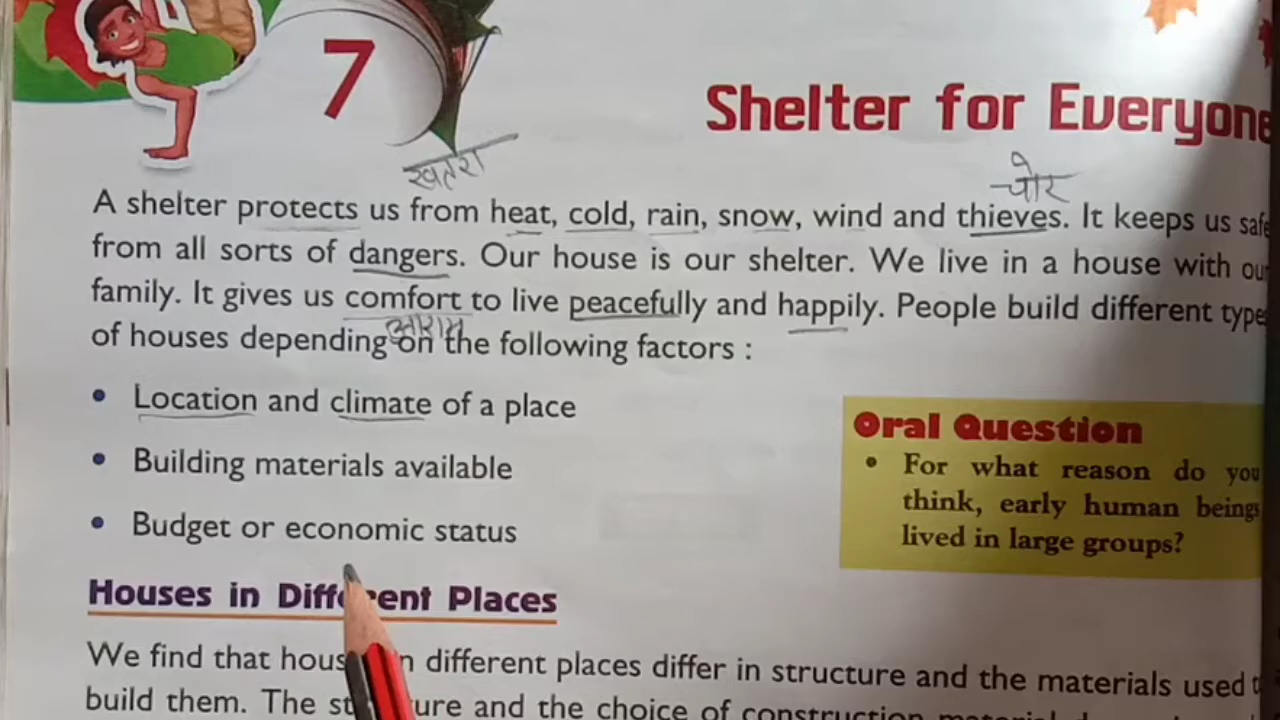 7
Shelter for Everyone
खतरा
चोर
A shelter protects us from heat, cold, rain, snow, wind and thieves. It keeps us safe
from all sorts of dangers. Our house is our shelter. We live in a house with our
family. It gives us comfort to live peacefully and happily. People build different type
आराम
of houses depending on the following factors :
• Location and climate of a place
• Building materials available
• Budget or economic status
Oral Question
• For what reason do you
think, early human beings
lived in large groups?
Houses in Different Places
We find that hous n different places differ in structure and the materials used
build them. The st ure and the choice of construction